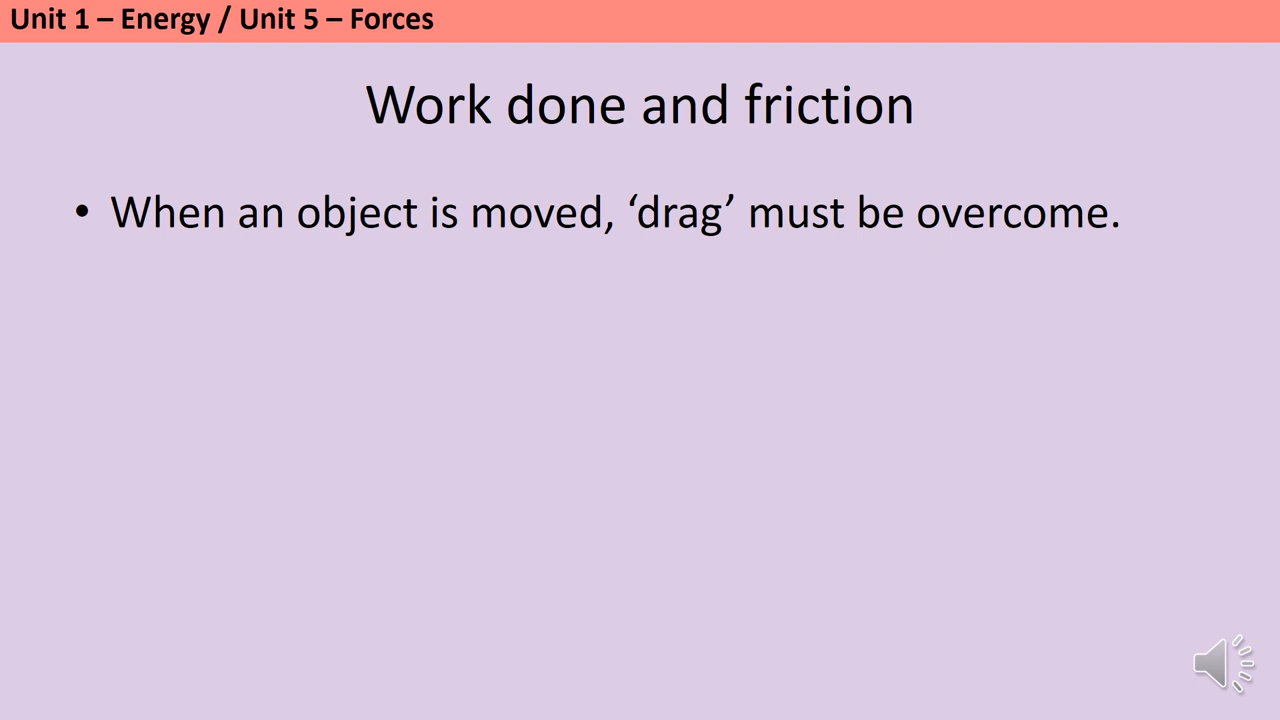 Unit 1 – Energy / Unit 5 – Forces
Work done and friction
• When an object is moved, ‘drag’ must be overcome.